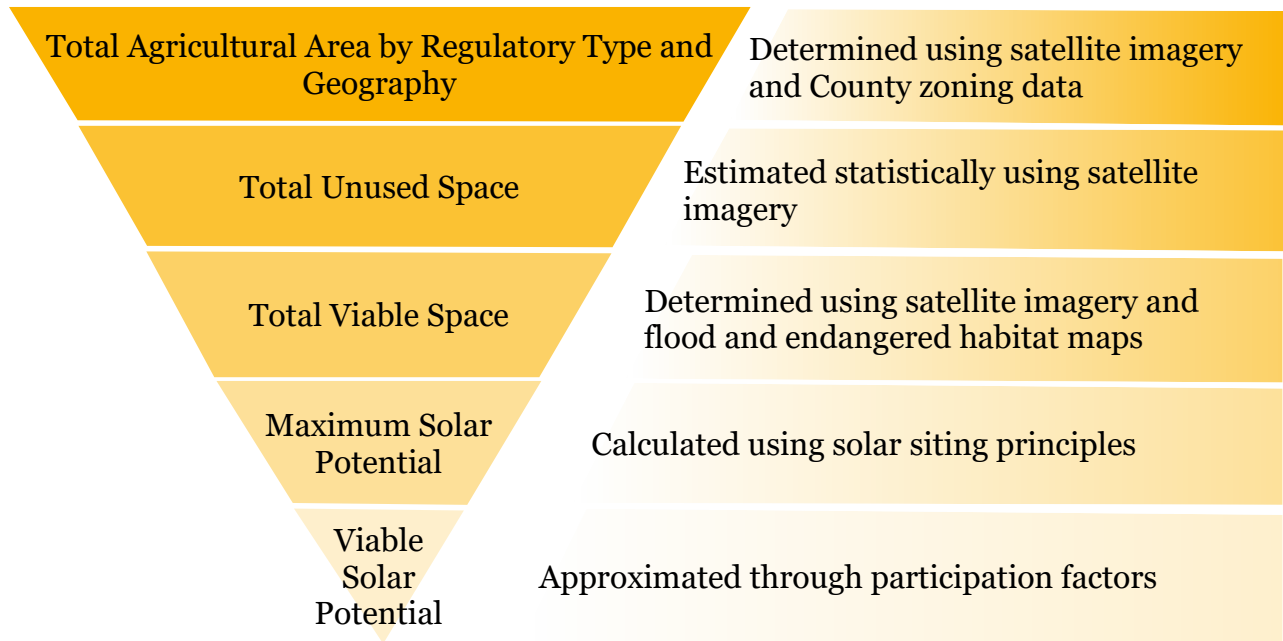 Total Agricultural Area by Regulatory Type and
Geography
Determined using satellite imagery
and County zoning data
Total Unused Space
Estimated statistically using satellite
imagery
Total Viable Space
Determined using satellite imagery and
flood and endangered habitat maps
Maximum Solar
Potential
Calculated using solar siting principles
Viable
Solar
Potential
Approximated through participation factors